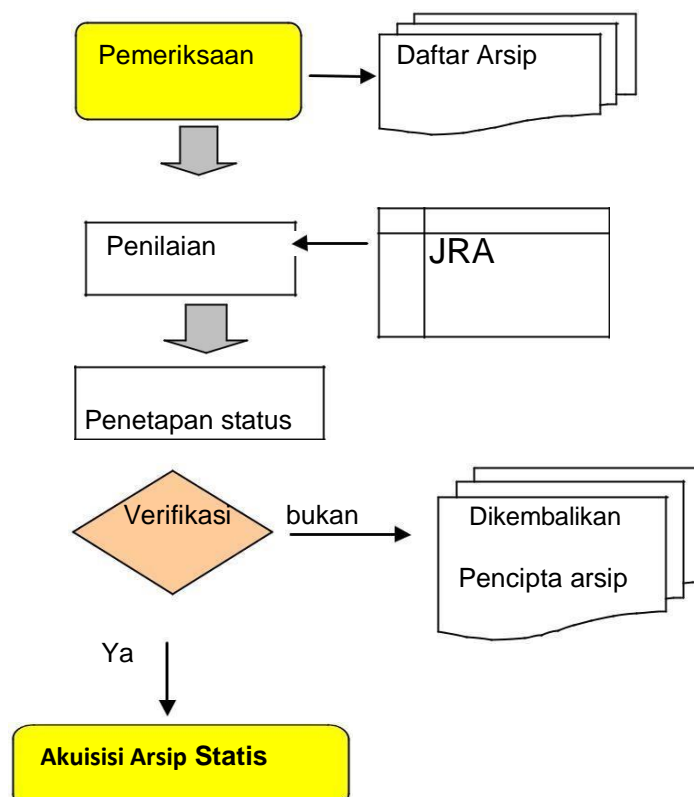 Pemeriksaan
Daftar Arsip
Penilaian
JRA
Penetapan status
Verifikasi
bukan
Dikembalikan
Pencipta arsip
Ya
Akuisisi Arsip Statis